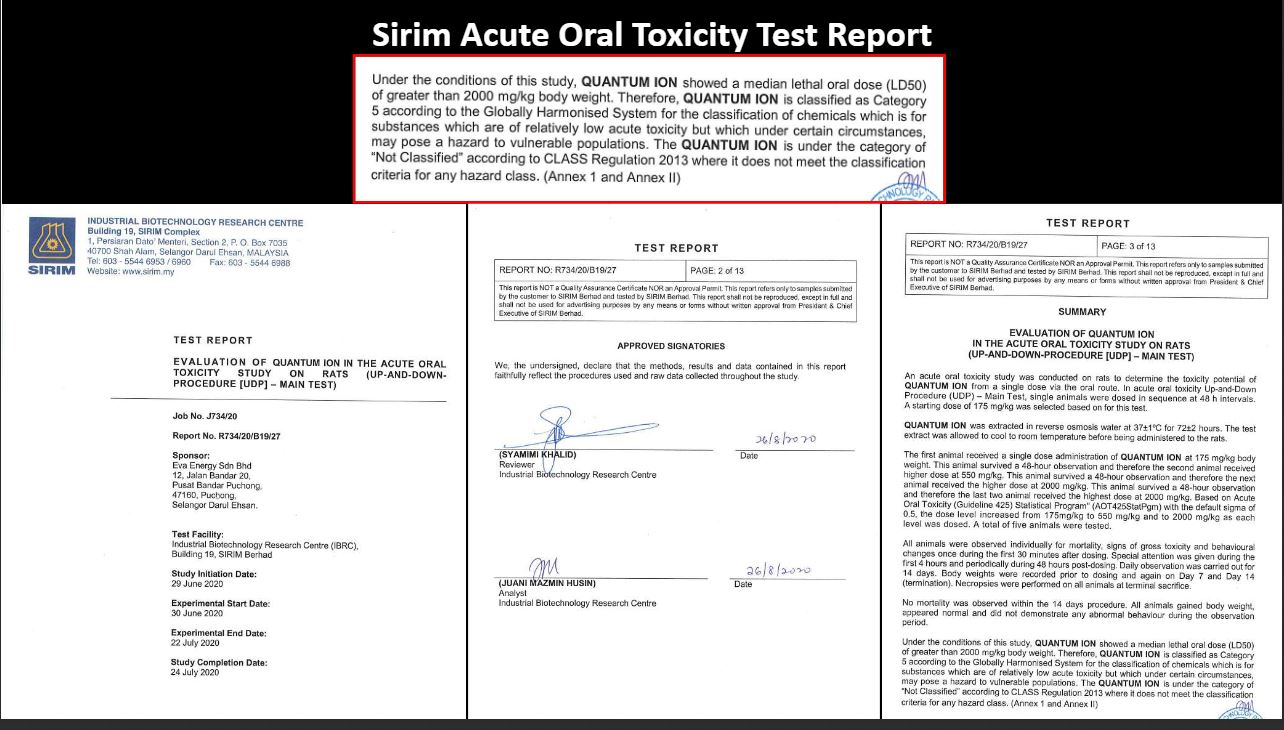 Sirim Acute Oral Toxicity Test Report
Under the conditions of this study, QUANTUM ION showed a median lethal oral dose (LD50)
of greater than 2000 mg/kg body weight. Therefore, QUANTUM ION is classified as Category
5 according to the Globally Harmonised System for the classification of chemicals which is for
substances which are of relatively low acute toxicity but which under certain circumstances,
may pose a hazard to vulnerable populations. The QUANTUM ION is under the category of
“Not Classified” according to CLASS Regulation 2013 where it does not meet the classification
criteria for any hazard class. (Annex 1 and Annex II)
SIRIM
INDUSTRIAL BIOTECHNOLOGY RESEARCH CENTRE
Building 19, SIRIM Complex
1, Persiaran Dato' Menteri, Section 2, P. O. Box 7035
40700 Shah Alam, Selangor Darul Ehsan, MALAYSIA
Tel: 603 - 5544 6953 / 6960 Fax: 603 - 5544 6988
Website: www.sirim.my
TEST REPORT
EVALUATION OF QUANTUM ION IN THE ACUTE ORAL
TOXICITY STUDY ON RATS (UP-AND-DOWN-
PROCEDURE [UDP] – MAIN TEST)
Job No. J734/20
Report No. R734/20/B19/27
Sponsor:
Eva Energy Sdn Bhd
12, Jalan Bandar 20,
Pusat Bandar Puchong,
47160, Puchong,
Selangor Darul Ehsan.
Test Facility:
Industrial Biotechnology Research Centre (IBRC),
Building 19, SIRIM Berhad
Study Initiation Date:
29 June 2020
Experimental Start Date:
30 June 2020
Experimental End Date:
22 July 2020
Study Completion Date:
24 July 2020
TEST REPORT
REPORT NO: R734/20/B19/27 PAGE: 2 of 13
This report is NOT a Quality Assurance Certificate NOR an Approval Permit. This report refers only to samples submitted
by the customer to SIRIM Berhad and tested by SIRIM Berhad. This report shall not be reproduced, except in full and
shall not be used for advertising purposes by any means or forms without written approval from President & Chief
Executive of SIRIM Berhad.
APPROVED SIGNATORIES
We, the undersigned, declare that the methods, results and data contained in this report
faithfully reflect the procedures used and raw data collected throughout the study.
26/8/2020
(SYAMIMI KHALID) Date
Reviewer
Industrial Biotechnology Research Centre
26/8/2020
(JUANI MAZMIN HUSIN) Date
Analyst
Industrial Biotechnology Research Centre
TEST REPORT
REPORT NO: R734/20/B19/27 PAGE: 3 of 13
This report is NOT a Quality Assurance Certificate NOR an Approval Permit. This report refers only to samples submitted
by the customer to SIRIM Berhad and tested by SIRIM Berhad. This report shall not be reproduced, except in full and
shall not be used for advertising purposes by any means or forms without written approval from President & Chief
Executive of SIRIM Berhad.
SUMMARY
EVALUATION OF QUANTUM ION
IN THE ACUTE ORAL TOXICITY STUDY ON RATS
(UP-AND-DOWN-PROCEDURE [UDP] – MAIN TEST)
An acute oral toxicity study was conducted on rats to determine the toxicity potential of
QUANTUM ION from a single dose via the oral route. In acute oral toxicity Up-and-Down
Procedure (UDP) – Main Test, single animals were dosed in sequence at 48 h intervals.
A starting dose of 175 mg/kg was selected based on for this test.
QUANTUM ION was extracted in reverse osmosis water at 37±1ºC for 72±2 hours. The test
extract was allowed to cool to room temperature before being administered to the rats.
The first animal received a single dose administration of QUANTUM ION at 175 mg/kg body
weight. This animal survived a 48-hour observation and therefore the second animal received
higher dose at 550 mg/kg. This animal survived a 48-hour observation and therefore the next
animal received the higher dose at 2000 mg/kg. This animal survived a 48-hour observation
and therefore the last two animal received the highest dose at 2000 mg/kg. Based on Acute
Oral Toxicity (Guideline 425) Statistical Program" (AOT425StatPgm) with the default sigma of
0.5, the dose level increased from 175mg/kg to 550 mg/kg and to 2000 mg/kg as each
level was dosed. A total of five animals were tested.
All animals were observed individually for mortality, signs of gross toxicity and behavioural
changes once during the first 30 minutes after dosing. Special attention was given during the
first 4 hours and periodically during 48 hours post-dosing. Daily observation was carried out for
14 days. Body weights were recorded prior to dosing and again on Day 7 and Day 14
(termination). Necropsies were performed on all animals at terminal sacrifice.
No mortality was observed within the 14 days procedure. All animals gained body weight,
appeared normal and did not demonstrate any abnormal behaviour during the observation
period.
Under the conditions of this study, QUANTUM ION showed a median lethal oral dose (LD50)
of greater than 2000 mg/kg body weight. Therefore, QUANTUM ION is classified as Category
5 according to the Globally Harmonised System for the classification of chemicals which is for
substances which are of relatively low acute toxicity but which under certain circumstances,
may pose a hazard to vulnerable populations. The QUANTUM ION is under the category of
“Not Classified” according to CLASS Regulation 2013 where it does not meet the classification
criteria for any hazard class. (Annex 1 and Annex II)